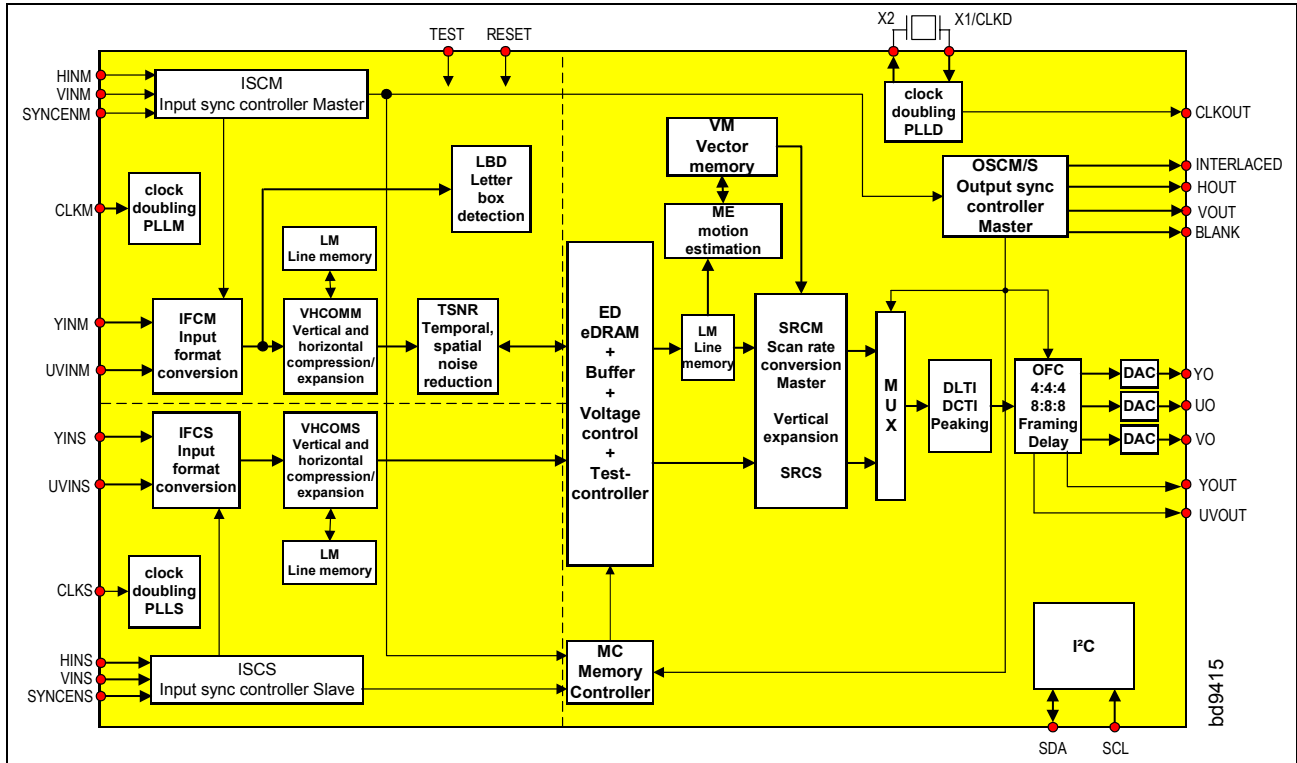 TEST
RESET
X2
X1/CLKD
HINM
VINM
SYNCENM
ISCM
Input sync controller Master
clock
doubling
PLLD
CLKOUT
CLKM
clock
doubling
PLLM
LBD
Letter
box
detection
VM
Vector
memory
ME
motion
estimation
OSCM/S
Output sync
controller
Master
INTERLACED
HOUT
VOUT
BLANK
LM
Line memory
YINM
UVINM
IFCM
Input
format
conversion
VHCOMM
Vertical and
horizontal
compression/
expansion
TSNR
Temporal,
spatial
noise
reduction
ED
eDRAM
+
Buffer
+
Voltage
control
+
Test-
controller
LM
Line
memory
SRCM
Scan rate
conversion
Master
Vertical
expansion
SRCS
M
U
X
DLTI
DCTI
Peaking
OFC
4:4:4
8:8:8
Framing
Delay
DAC
DAC
DAC
YO
UO
VO
YOUT
UVOUT
YINS
UVINS
IFCS
Input
format
conversion
VHCOMS
Vertical and
horizontal
compression/
expansion
LM
Line memory
CLKS
clock
doubling
PLLS
HINS
VINS
SYNCENS
ISCS
Input sync controller Slave
MC
Memory
Controller
I²C
SDA
SCL
bd9415